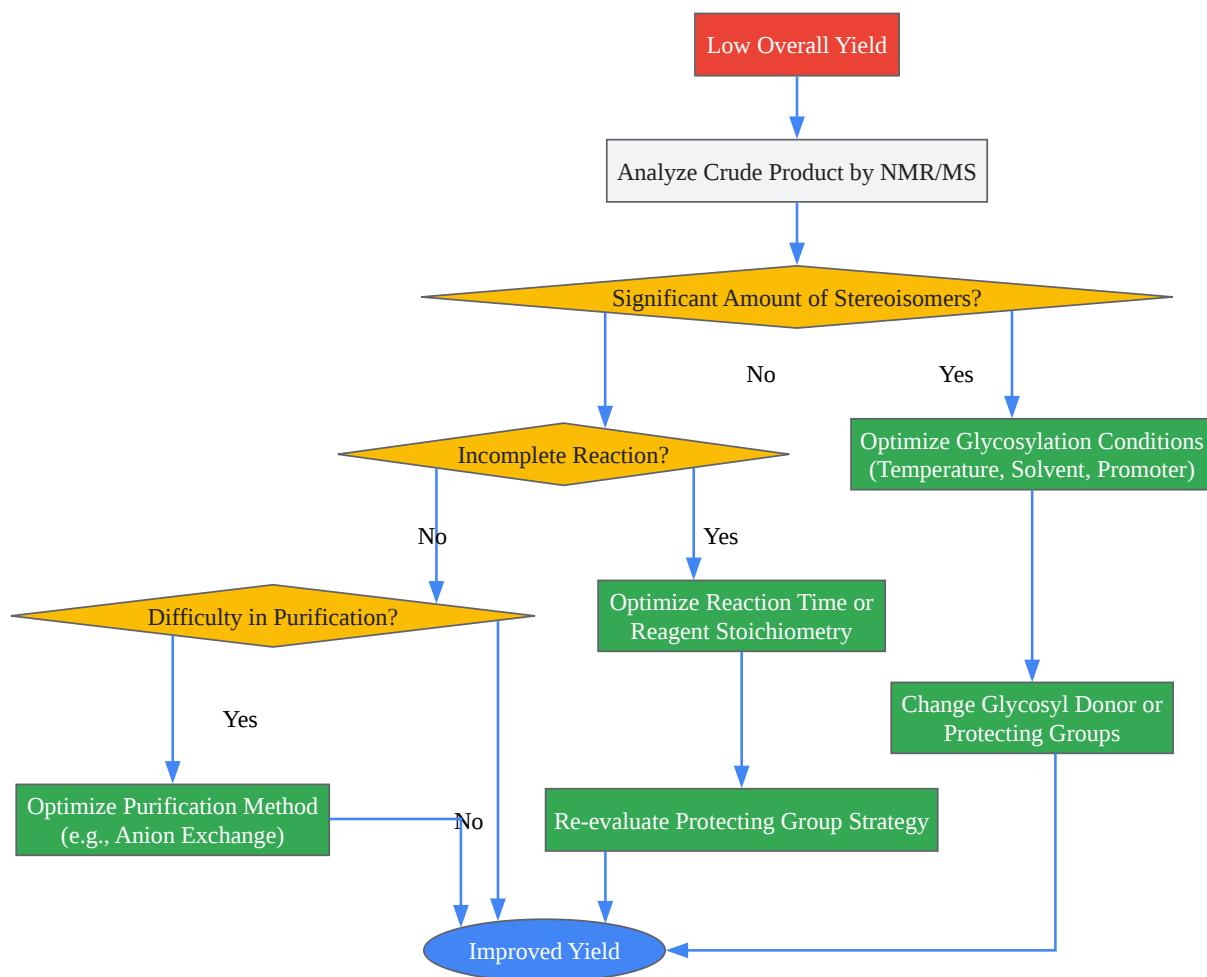 Low Overall Yield
Analyze Crude Product by NMR/MS
Significant Amount of Stereoisomers?
No
Yes
Optimize Glycosylation Conditions
(Temperature, Solvent, Promoter)
Incomplete Reaction?
No
Yes
Optimize Reaction Time or
Reagent Stoichiometry
Difficulty in Purification?
Change Glycosyl Donor or
Protecting Groups
Yes
Optimize Purification Method
(e.g., Anion Exchange)
No
Re-evaluate Protecting Group Strategy
Improved Yield